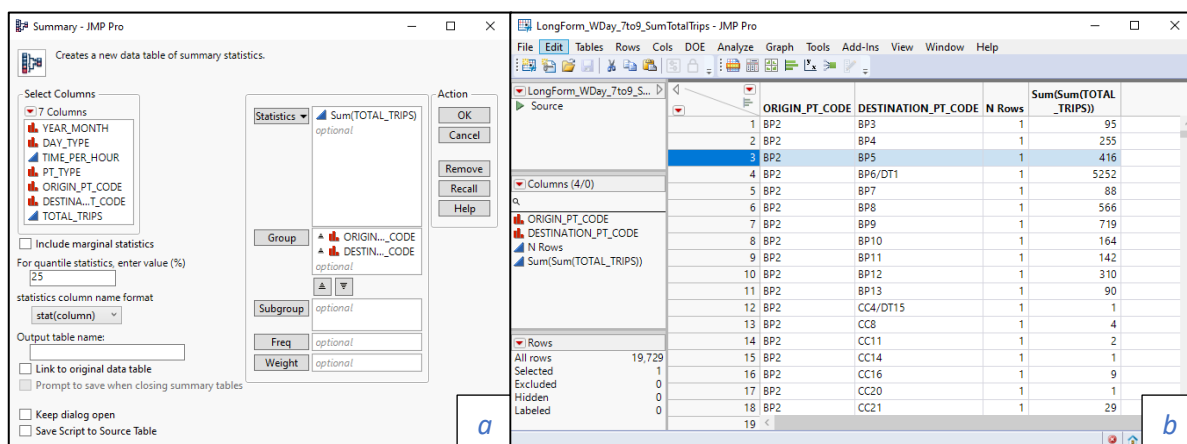 Summary - JMP Pro
Creates a new data table of summary statistics.
Select Columns
7 Columns
YEAR_MONTH
DAY_TYPE
TIME_PER_HOUR
PT_TYPE
ORIGIN_PT_CODE
DESTINA...T_CODE
TOTAL_TRIPS
Include marginal statistics
For quantile statistics, enter value (%)
25
statistics column name format
stat(column)
Output table name:
Link to original data table
Prompt to save when closing summary tables
Keep dialog open
Save Script to Source Table
Statistics
Sum(TOTAL_TRIPS)
optional
Group
ORIGIN..._CODE
DESTIN..._CODE
optional
Subgroup optional
Freq optional
Weight optional
Action
OK
Cancel
Remove
Recall
Help
a
LongForm_WDay_7to9_SumTotalTrips - JMP Pro
File Edit Tables Rows Cols DOE Analyze Graph Tools Add-Ins View Window Help
LongForm_WDay_7to9_S...
Source
Columns (4/0)
ORIGIN_PT_CODE
DESTINATION_PT_CODE
N Rows
Sum(Sum(TOTAL_TRIPS))
Rows
All rows 19,729
Selected 1
Excluded 0
Hidden 0
Labeled 0
Sum(Sum(TOTAL
ORIGIN_PT_CODE DESTINATION_PT_CODE N Rows _TRIPS))
1 BP2 BP3 1 95
2 BP2 BP4 1 255
3 BP2 BP5 1 416
4 BP2 BP6/DT1 1 5252
5 BP2 BP7 1 88
6 BP2 BP8 1 566
7 BP2 BP9 1 719
8 BP2 BP10 1 164
9 BP2 BP11 1 142
10 BP2 BP12 1 310
11 BP2 BP13 1 90
12 BP2 CC4/DT15 1 1
13 BP2 CC8 1 4
14 BP2 CC11 1 2
15 BP2 CC14 1 1
16 BP2 CC16 1 9
17 BP2 CC20 1 1
18 BP2 CC21 1 29
19
b